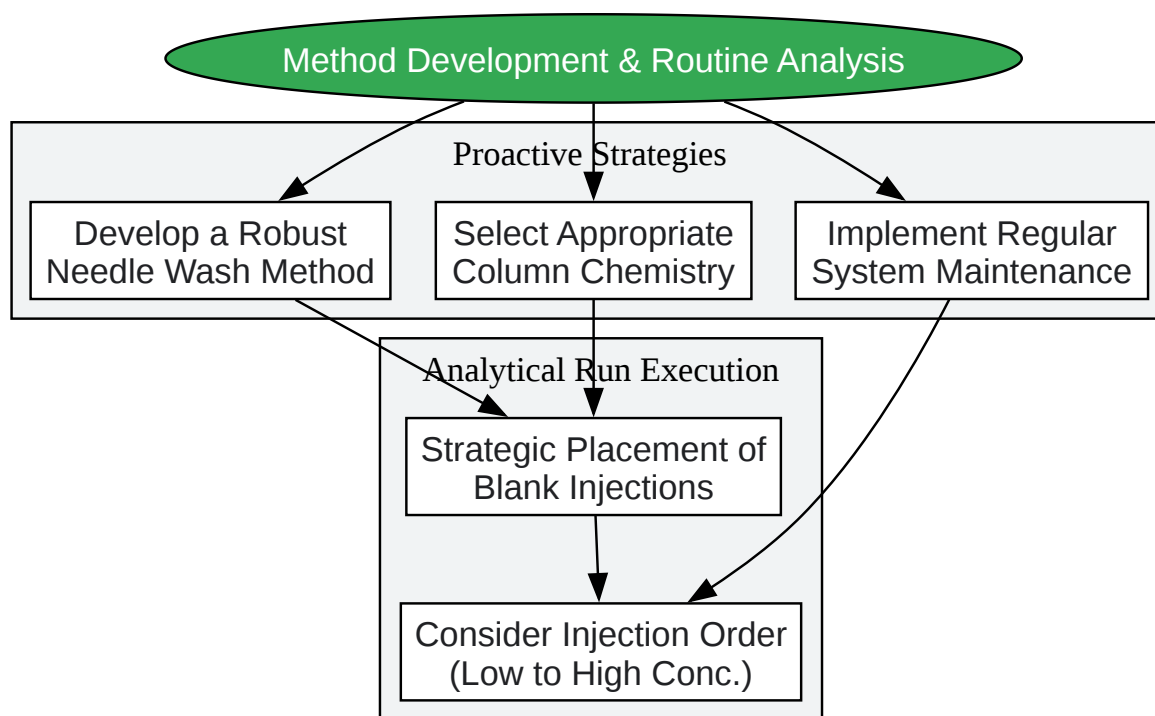 Method Development & Routine Analysis
Proactive Strategies
Develop a Robust
Needle Wash Method
Select Appropriate
Column Chemistry
Implement Regular
System Maintenance
Analytical Run Execution
Strategic Placement of
Blank Injections
Consider Injection Order
(Low to High Conc.)